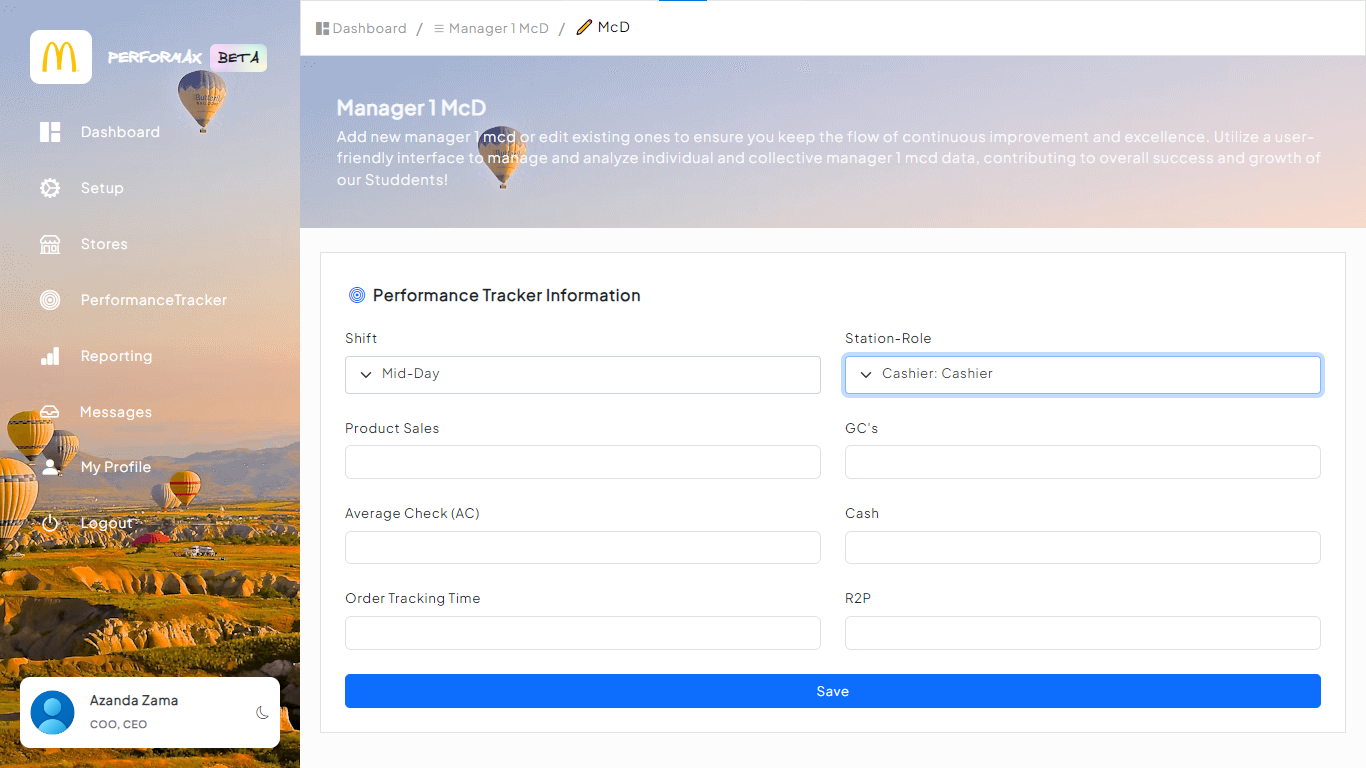 PERFORMAX BETA
Dashboard
Setup
Stores
PerformanceTracker
Reporting
Messages
My Profile
Logout
Azanda Zama
COO, CEO
Dashboard / Manager 1 McD / McD
Manager 1 McD
Add new manager 1 mcd or edit existing ones to ensure you keep the flow of continuous improvement and excellence. Utilize a user-
friendly interface to manage and analyze individual and collective manager 1 mcd data, contributing to overall success and growth of
our Studdents!
Performance Tracker Information
Shift
Station-Role
Mid-Day
Cashier: Cashier
Product Sales
GC's
Average Check (AC)
Cash
Order Tracking Time
R2P
Save